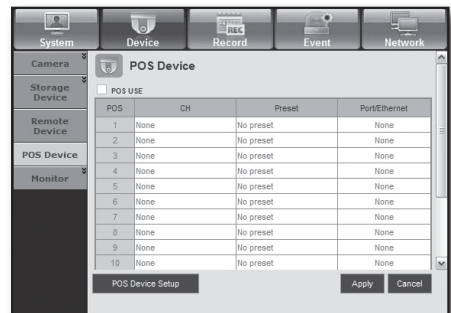 REC
System Device Record Event Network
Camera
Storage Device
Remote Device
POS Device
Monitor
POS Device
POS USE
POS CH Preset Port/Ethernet
1 None No preset None
2 None No preset None
3 None No preset None
4 None No preset None
5 None No preset None
6 None No preset None
7 None No preset None
8 None No preset None
9 None No preset None
10 None No preset None
POS Device Setup Apply Cancel